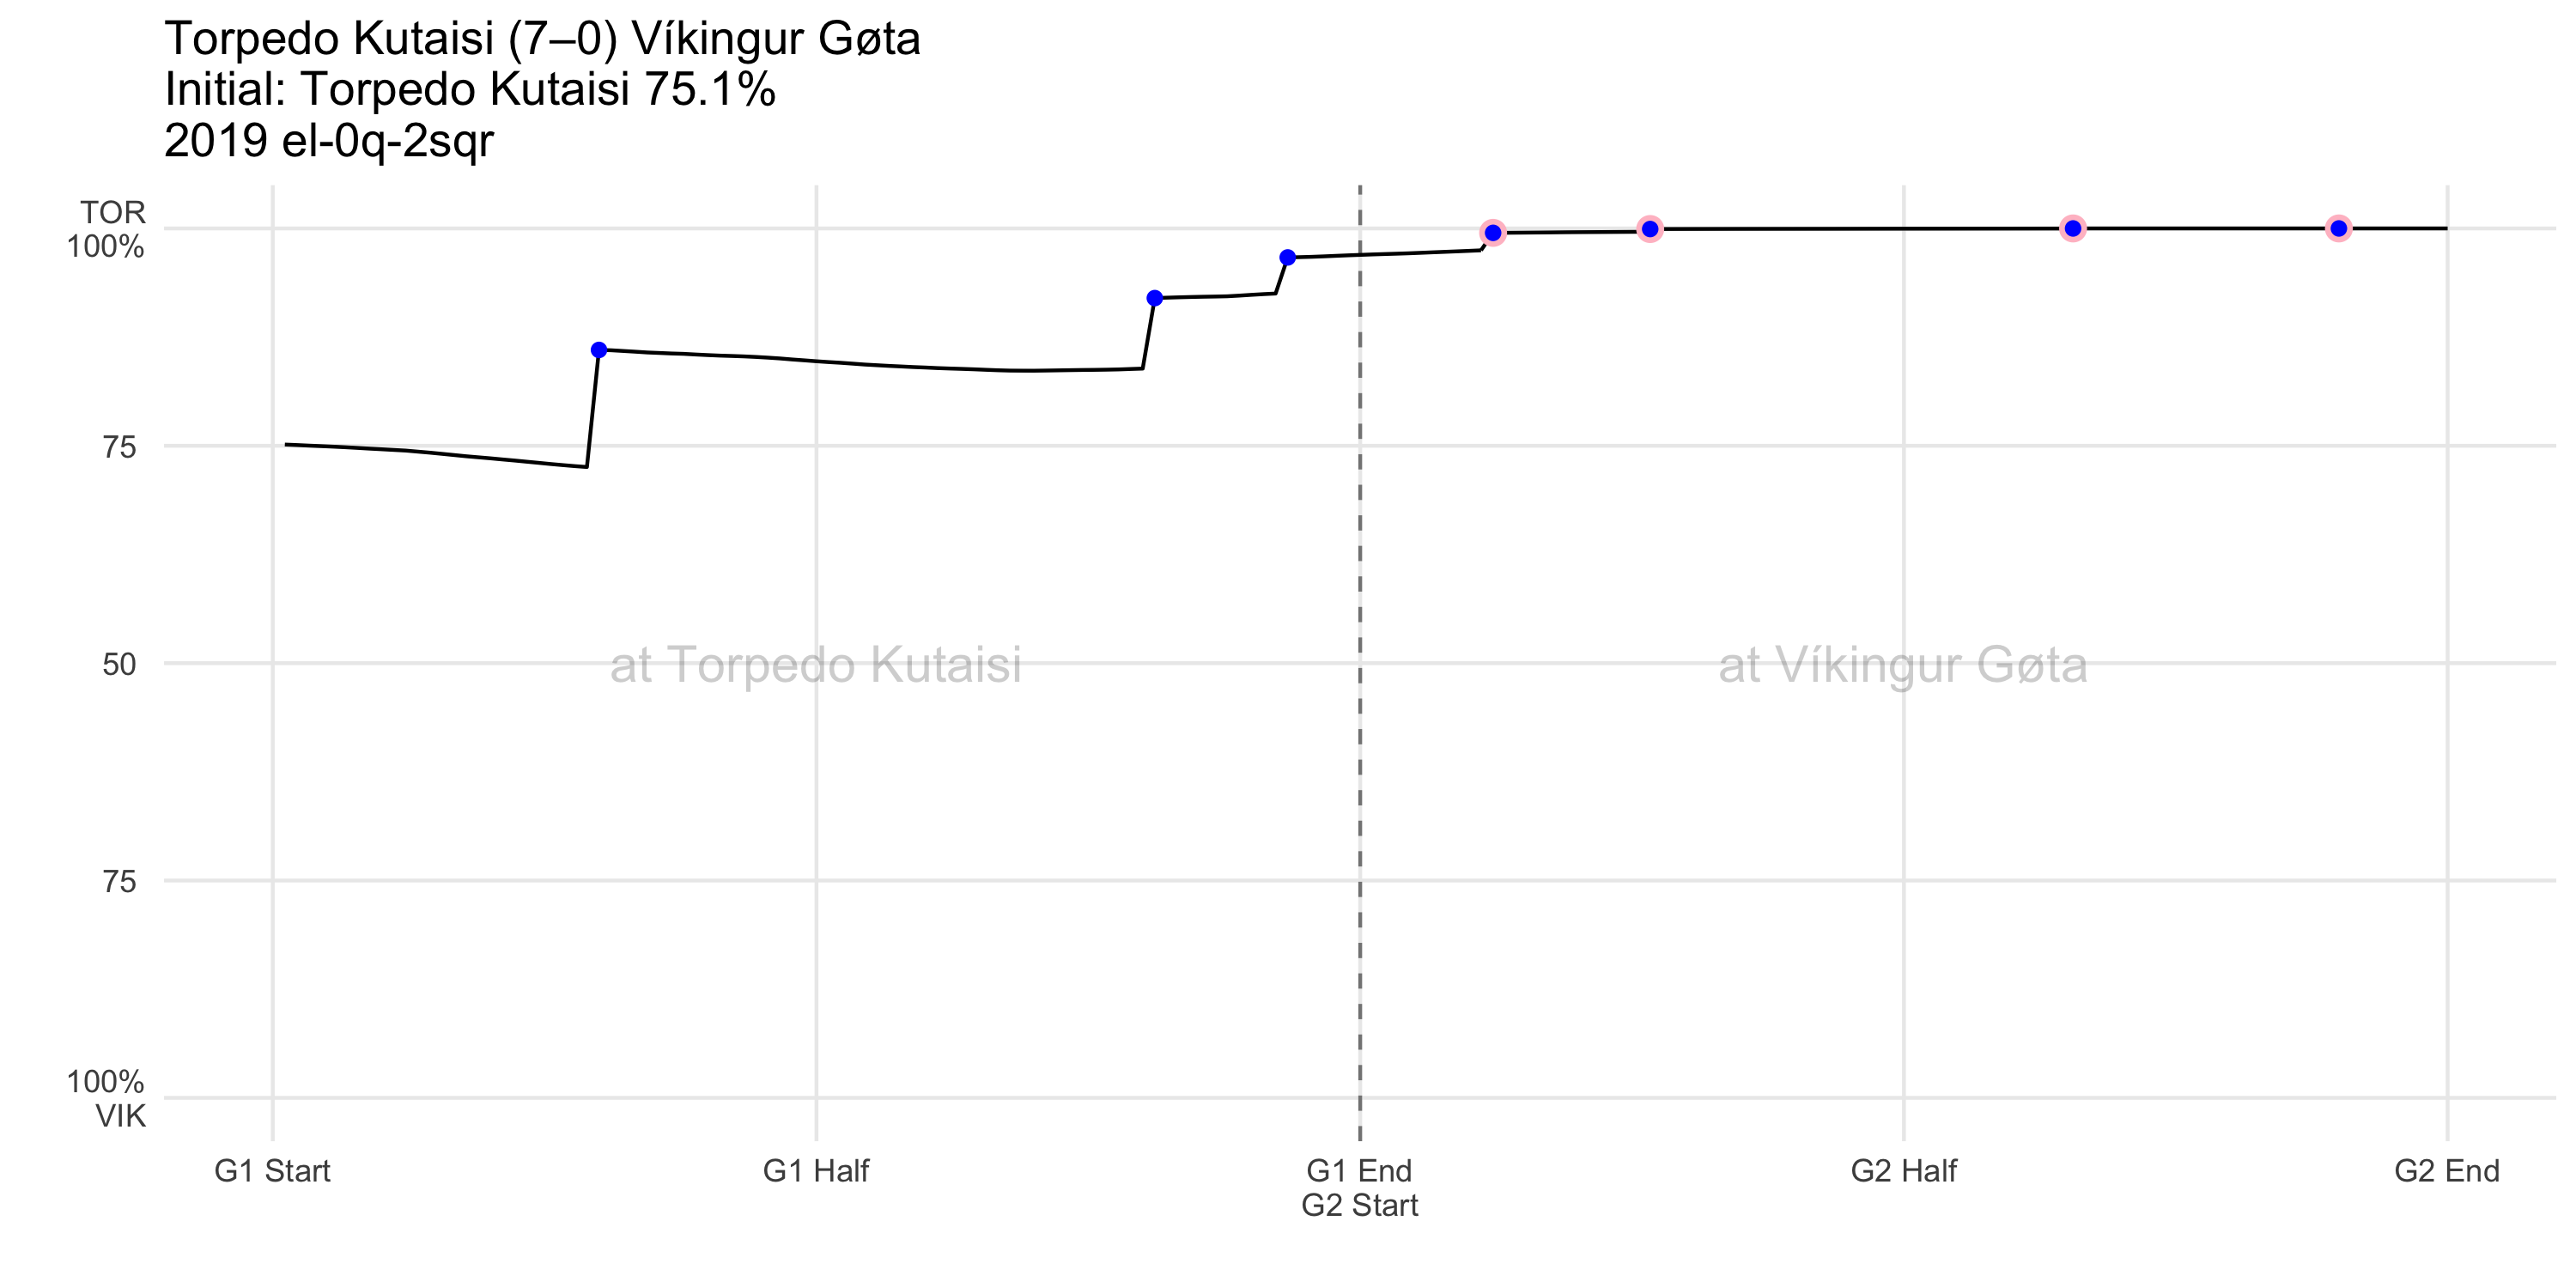 Torpedo Kutaisi (7–0) Víkingur Gøta
Initial: Torpedo Kutaisi 75.1%
2019 el-0q-2sqr
TOR
100%
75
50
75
100%
VIK
at Torpedo Kutaisi
at Víkingur Gøta
G1 Start
G1 Half
G1 End
G2 Start
G2 Half
G2 End